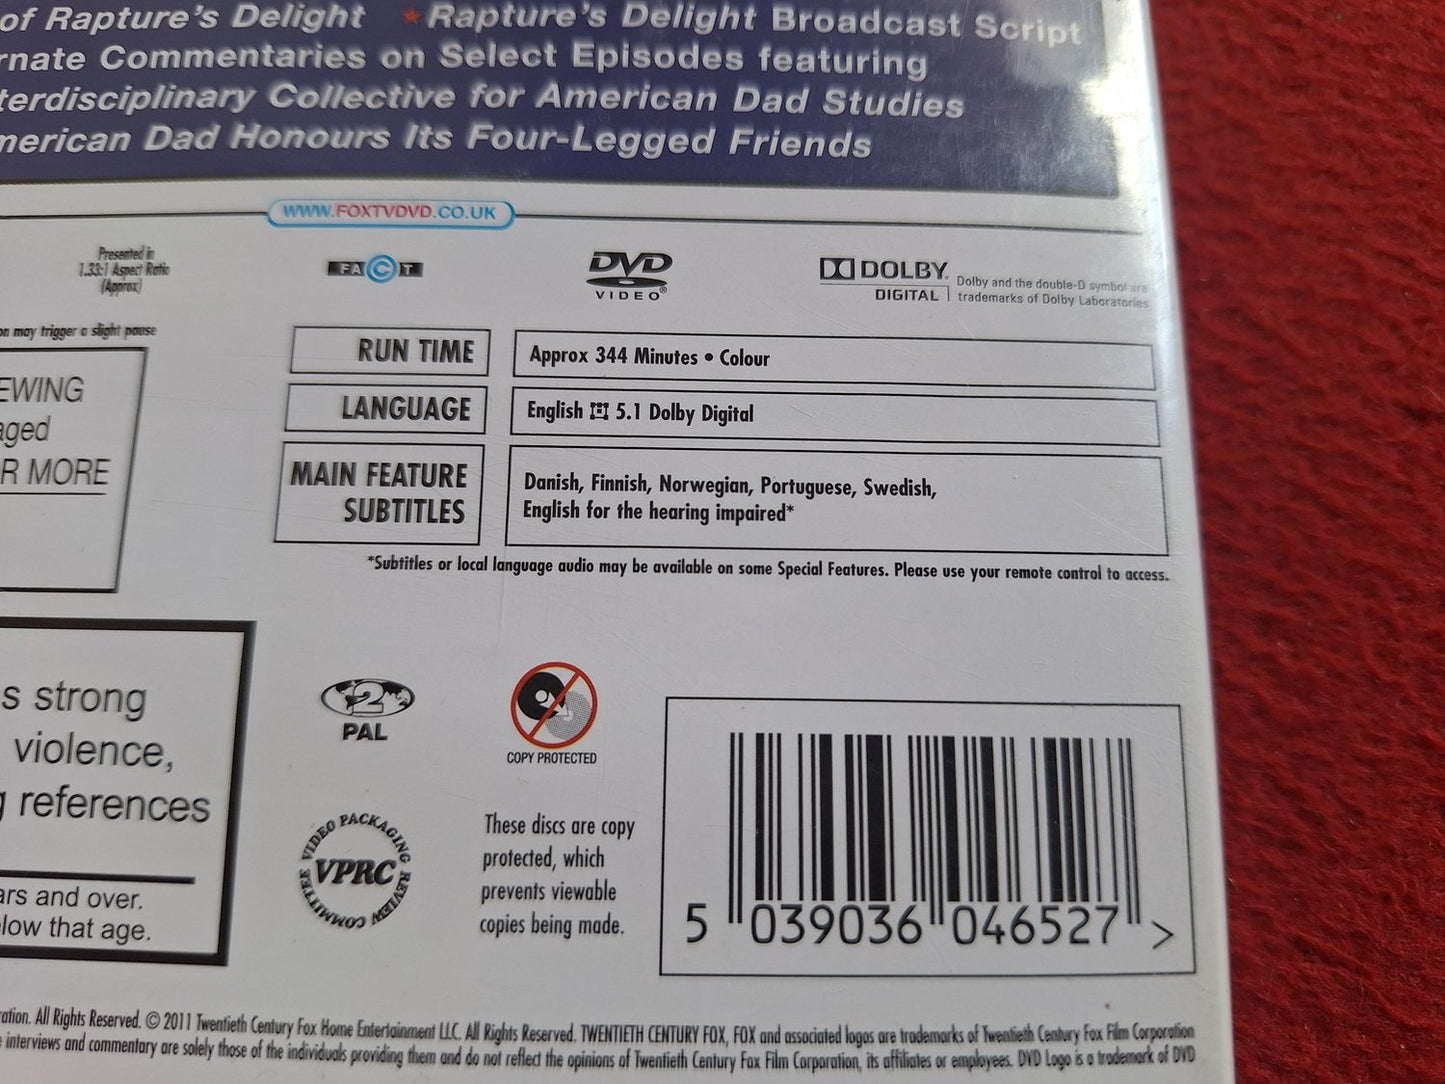 of Rapture's Delight ★ Rapture's Delight Broadcast Script
rnate Commentaries on Select Episodes featuring
terdisciplinary Collective for American Dad Studies
merican Dad Honours Its Four-Legged Friends
WWW.FOXTVDVD.CO.UK
Presented in
1.33:1 Aspect Ratio
(Approx)
FACT
DVD
VIDEO®
DOLBY
DIGITAL
Dolby and the double-D symbol are
trademarks of Dolby Laboratories
on may trigger a slight pause
RUN TIME
Approx 344 Minutes • Colour
LANGUAGE
English 5.1 Dolby Digital
MAIN FEATURE
SUBTITLES
Danish, Finnish, Norwegian, Portuguese, Swedish,
English for the hearing impaired*
*Subtitles or local language audio may be available on some Special Features. Please use your remote control to access.
EWING
aged
R MORE
s strong
violence,
g references
ars and over.
elow that age.
2
PAL
COPY PROTECTED
VIDEO PACKAGING REVIEW COMMITTEE
VPRC
These discs are copy
protected, which
prevents viewable
copies being made.
5 039036 046527 >
ration. All Rights Reserved. © 2011 Twentieth Century Fox Home Entertainment LLC. All Rights Reserved. TWENTIETH CENTURY FOX, FOX and associated logos are trademarks of Twentieth Century Fox Film Corporation
e interviews and commentary are solely those of the individuals providing them and do not reflect the opinions of Twentieth Century Fox Film Corporation, its affiliates or employees. DVD Logo is a trademark of DVD